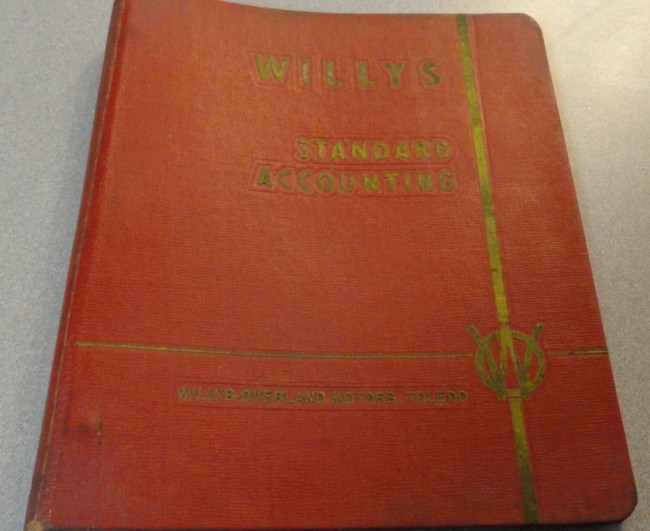 WILLYS
STANDARD
ACCOUNTING
W
WILLYS-OVERLAND MOTORS, TOLEDO